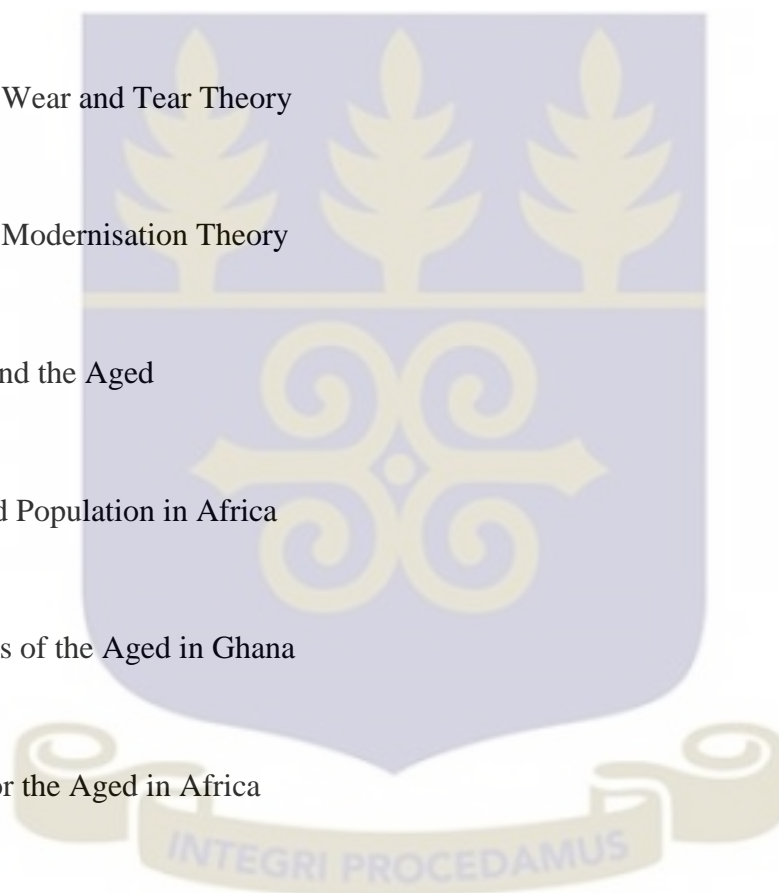 Wear and Tear Theory
Modernisation Theory
nd the Aged
d Population in Africa
s of the Aged in Ghana
or the Aged in Africa
INTEGRI PROCEDAMUS